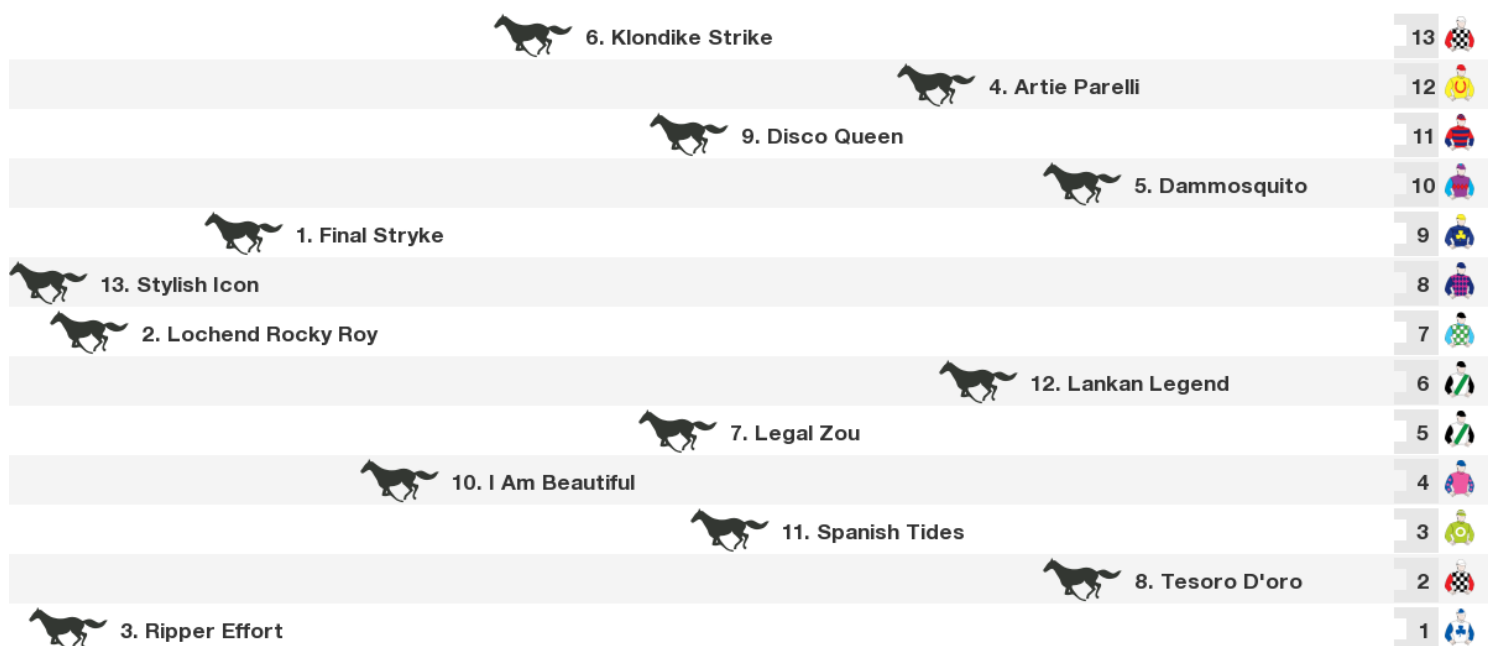 6. Klondike Strike 13
4. Artie Parelli 12
9. Disco Queen 11
5. Dammosquito 10
1. Final Stryke 9
13. Stylish Icon 8
2. Lochend Rocky Roy 7
12. Lankan Legend 6
7. Legal Zou 5
10. I Am Beautiful 4
11. Spanish Tides 3
8. Tesoro D'oro 2
3. Ripper Effort 1